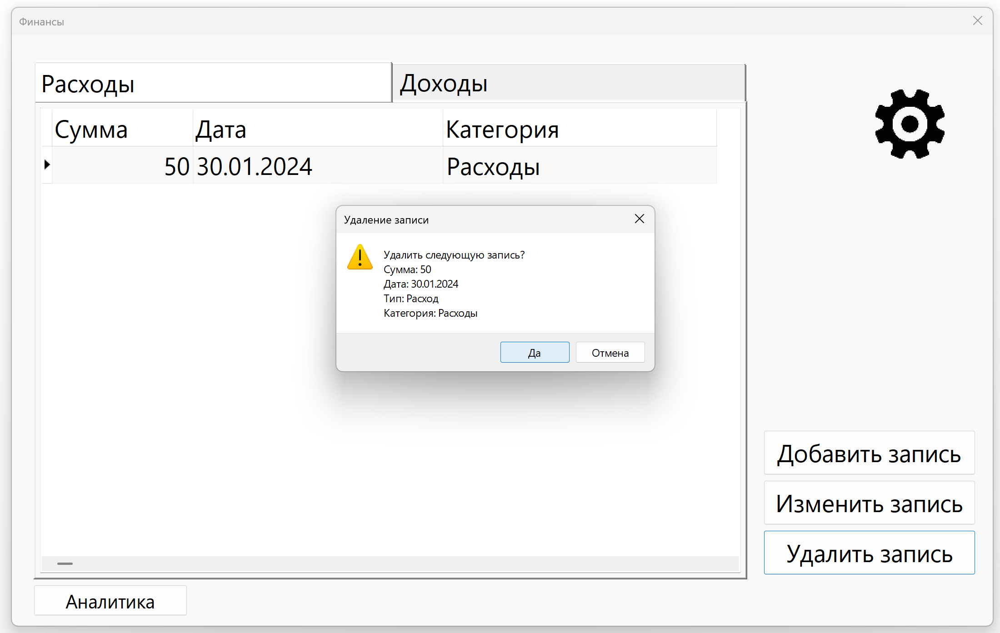 Финансы
Расходы
Доходы
Сумма
Дата
Категория
50
30.01.2024
Расходы
Удаление записи
Удалить следующую запись?
Сумма: 50
Дата: 30.01.2024
Тип: Расход
Категория: Расходы
Да
Отмена
Добавить запись
Изменить запись
Удалить запись
Аналитика